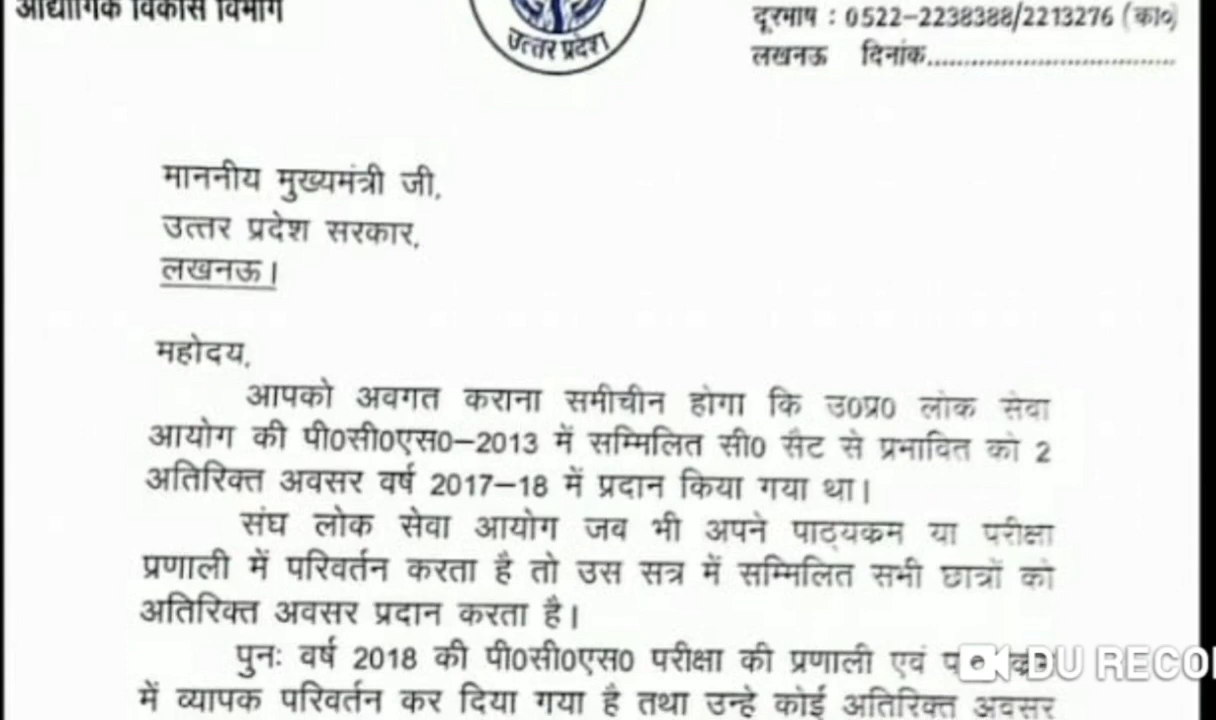 औद्योगिक विकास विभाग
उत्तर प्रदेश
दूरभाष : 0522-2238388/2213276 (का०)
लखनऊ दिनांक.....................................
माननीय मुख्यमंत्री जी,
उत्तर प्रदेश सरकार,
लखनऊ।
महोदय,
आपको अवगत कराना समीचीन होगा कि उ0प्र0 लोक सेवा
आयोग की पी0सी0एस0-2013 में सम्मिलित सी0 सैट से प्रभावित को 2
अतिरिक्त अवसर वर्ष 2017-18 में प्रदान किया गया था।
संघ लोक सेवा आयोग जव भी अपने पाठ्यक्रम या परीक्षा
प्रणाली में परिवर्तन करता है तो उस सत्र में सम्मिलित सभी छात्रों को
अतिरिक्त अवसर प्रदान करता है।
पुनः वर्ष 2018 की पी0सी0एस0 परीक्षा की प्रणाली एवं
DU RECO
में व्यापक परिवर्तन कर दिया गया है तथा उन्हे कोई अतिरिक्त अवसर